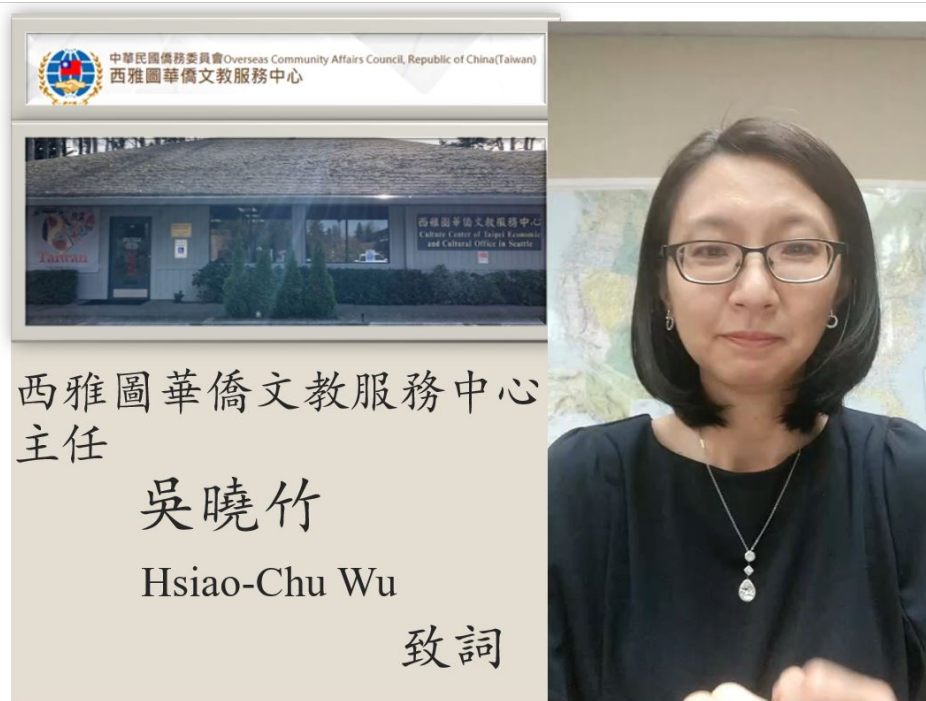 中華民國僑務委員會Overseas Community Affairs Council, Republic of China(Taiwan)
西雅圖華僑文教服務中心
Taiwan
西雅圖華僑文教服務中心
Culture Center of Taipei Economic
and Cultural Office in Seattle
西雅圖華僑文教服務中心
主任
吳曉竹
Hsiao-Chu Wu
致詞